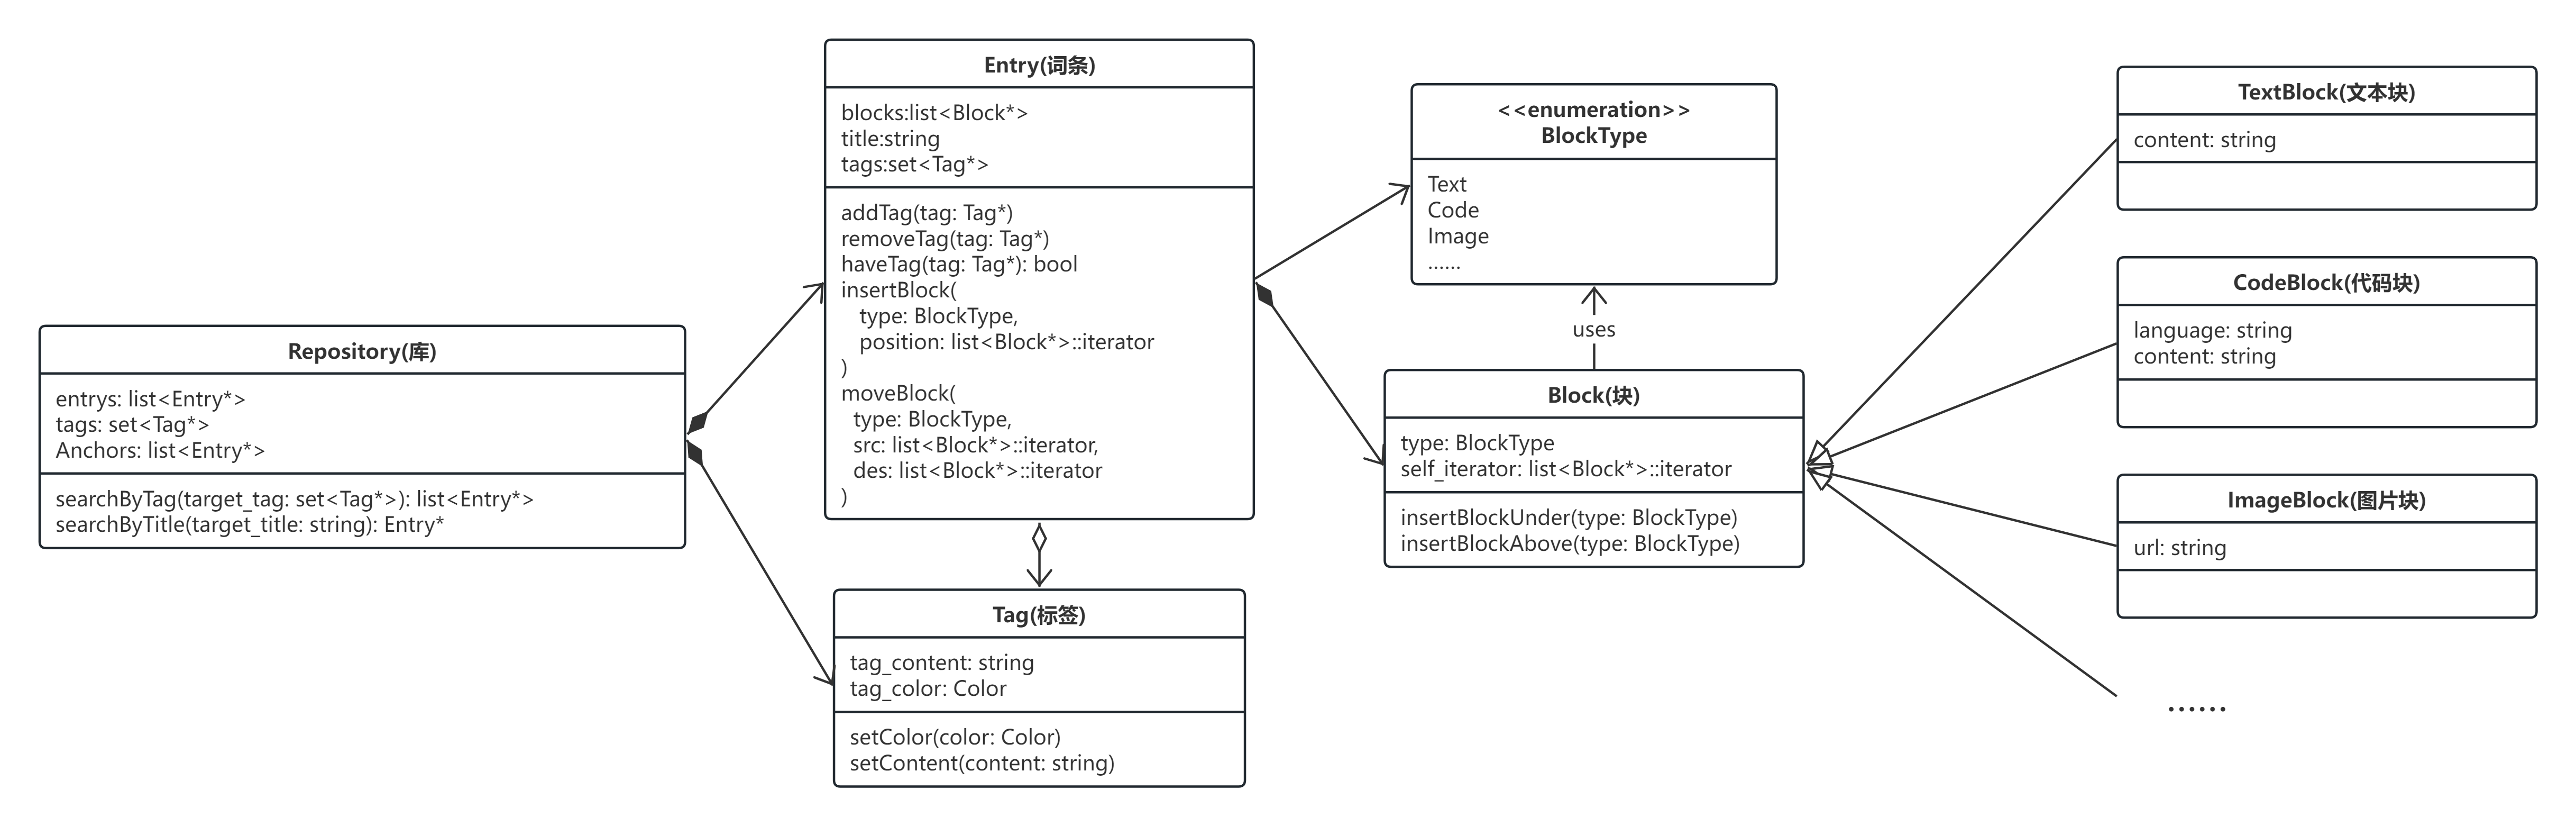 Repository(库)
entrys: list<Entry*>
tags: set<Tag*>
Anchors: list<Entry*>
searchByTag(target_tag: set<Tag*>): list<Entry*>
searchByTitle(target_title: string): Entry*
Entry(词条)
blocks:list<Block*>
title:string
tags:set<Tag*>
addTag(tag: Tag*)
removeTag(tag: Tag*)
haveTag(tag: Tag*): bool
insertBlock(
type: BlockType,
position: list<Block*>::iterator
)
moveBlock(
type: BlockType,
src: list<Block*>::iterator,
des: list<Block*>::iterator
)
Tag(标签)
tag_content: string
tag_color: Color
setColor(color: Color)
setContent(content: string)
<<enumeration>>
BlockType
Text
Code
Image
......
uses
Block(块)
type: BlockType
self_iterator: list<Block*>::iterator
insertBlockUnder(type: BlockType)
insertBlockAbove(type: BlockType)
TextBlock(文本块)
content: string
CodeBlock(代码块)
language: string
content: string
ImageBlock(图片块)
url: string
......